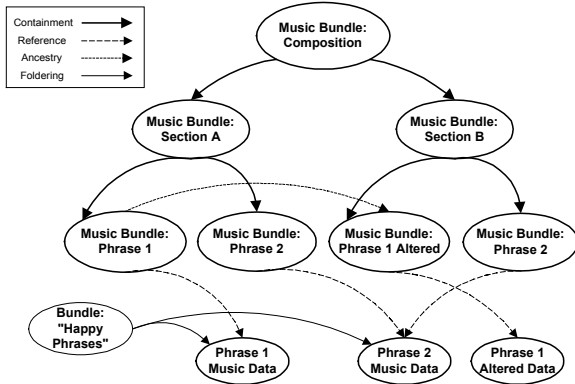 Containment
Reference
Ancestry
Foldering
Music Bundle:
Composition
Music Bundle:
Section A
Music Bundle:
Section B
Music Bundle:
Phrase 1
Music Bundle:
Phrase 2
Music Bundle:
Phrase 1 Altered
Music Bundle:
Phrase 2
Bundle:
"Happy
Phrases"
Phrase 1
Music Data
Phrase 2
Music Data
Phrase 1
Altered Data